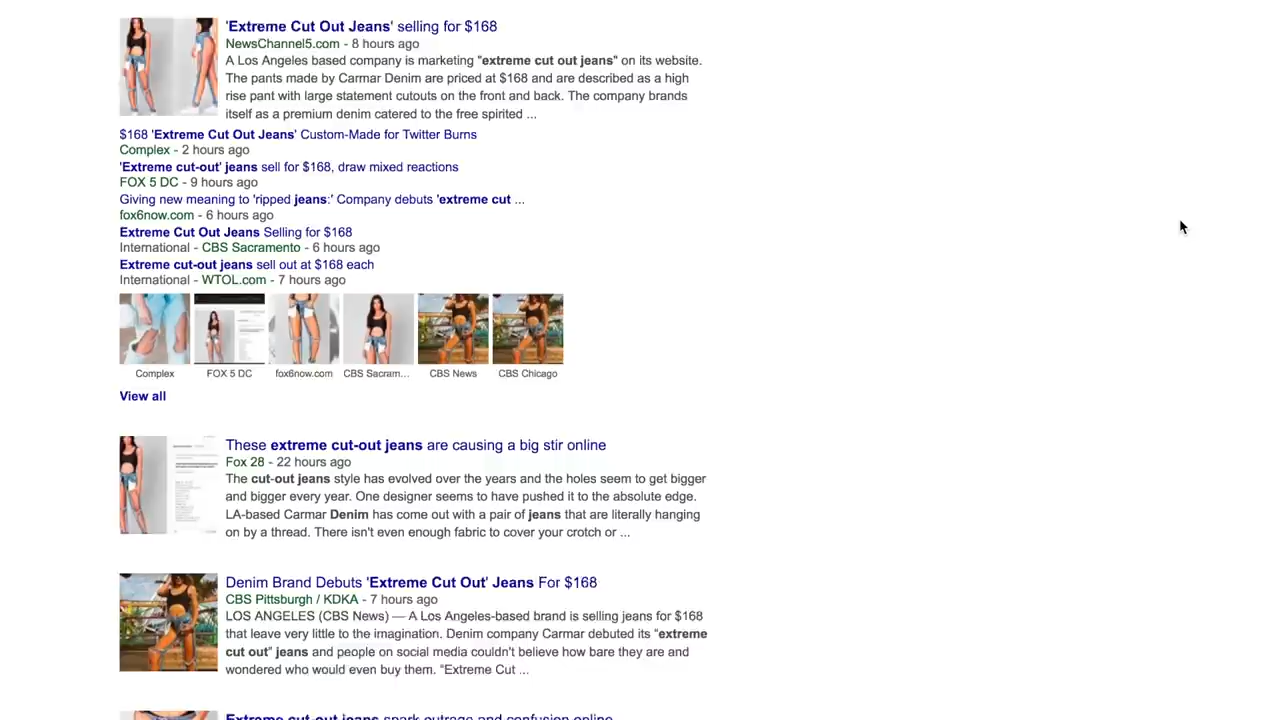 'Extreme Cut Out Jeans' selling for $168
NewsChannel5.com - 8 hours ago
A Los Angeles based company is marketing "extreme cut out jeans" on its website.
The pants made by Carmar Denim are priced at $168 and are described as a high
rise pant with large statement cutouts on the front and back. The company brands
itself as a premium denim catered to the free spirited ...
$168 'Extreme Cut Out Jeans' Custom-Made for Twitter Burns
Complex - 2 hours ago
'Extreme cut-out' jeans sell for $168, draw mixed reactions
FOX 5 DC - 9 hours ago
Giving new meaning to 'ripped jeans:' Company debuts 'extreme cut ...
fox6now.com - 6 hours ago
Extreme Cut Out Jeans Selling for $168
International - CBS Sacramento - 6 hours ago
Extreme cut-out jeans sell out at $168 each
International - WTOL.com - 7 hours ago
Complex FOX 5 DC fox6now.com CBS Sacram... CBS News CBS Chicago
View all
These extreme cut-out jeans are causing a big stir online
Fox 28 - 22 hours ago
The cut-out jeans style has evolved over the years and the holes seem to get bigger
and bigger every year. One designer seems to have pushed it to the absolute edge.
LA-based Carmar Denim has come out with a pair of jeans that are literally hanging
on by a thread. There isn't even enough fabric to cover your crotch or ...
Denim Brand Debuts 'Extreme Cut Out' Jeans For $168
CBS Pittsburgh / KDKA - 7 hours ago
LOS ANGELES (CBS News) — A Los Angeles-based brand is selling jeans for $168
that leave very little to the imagination. Denim company Carmar debuted its "extreme
cut out" jeans and people on social media couldn't believe how bare they are and
wondered who would even buy them. "Extreme Cut ...
Extreme cut-out jeans spark outrage and confusion online